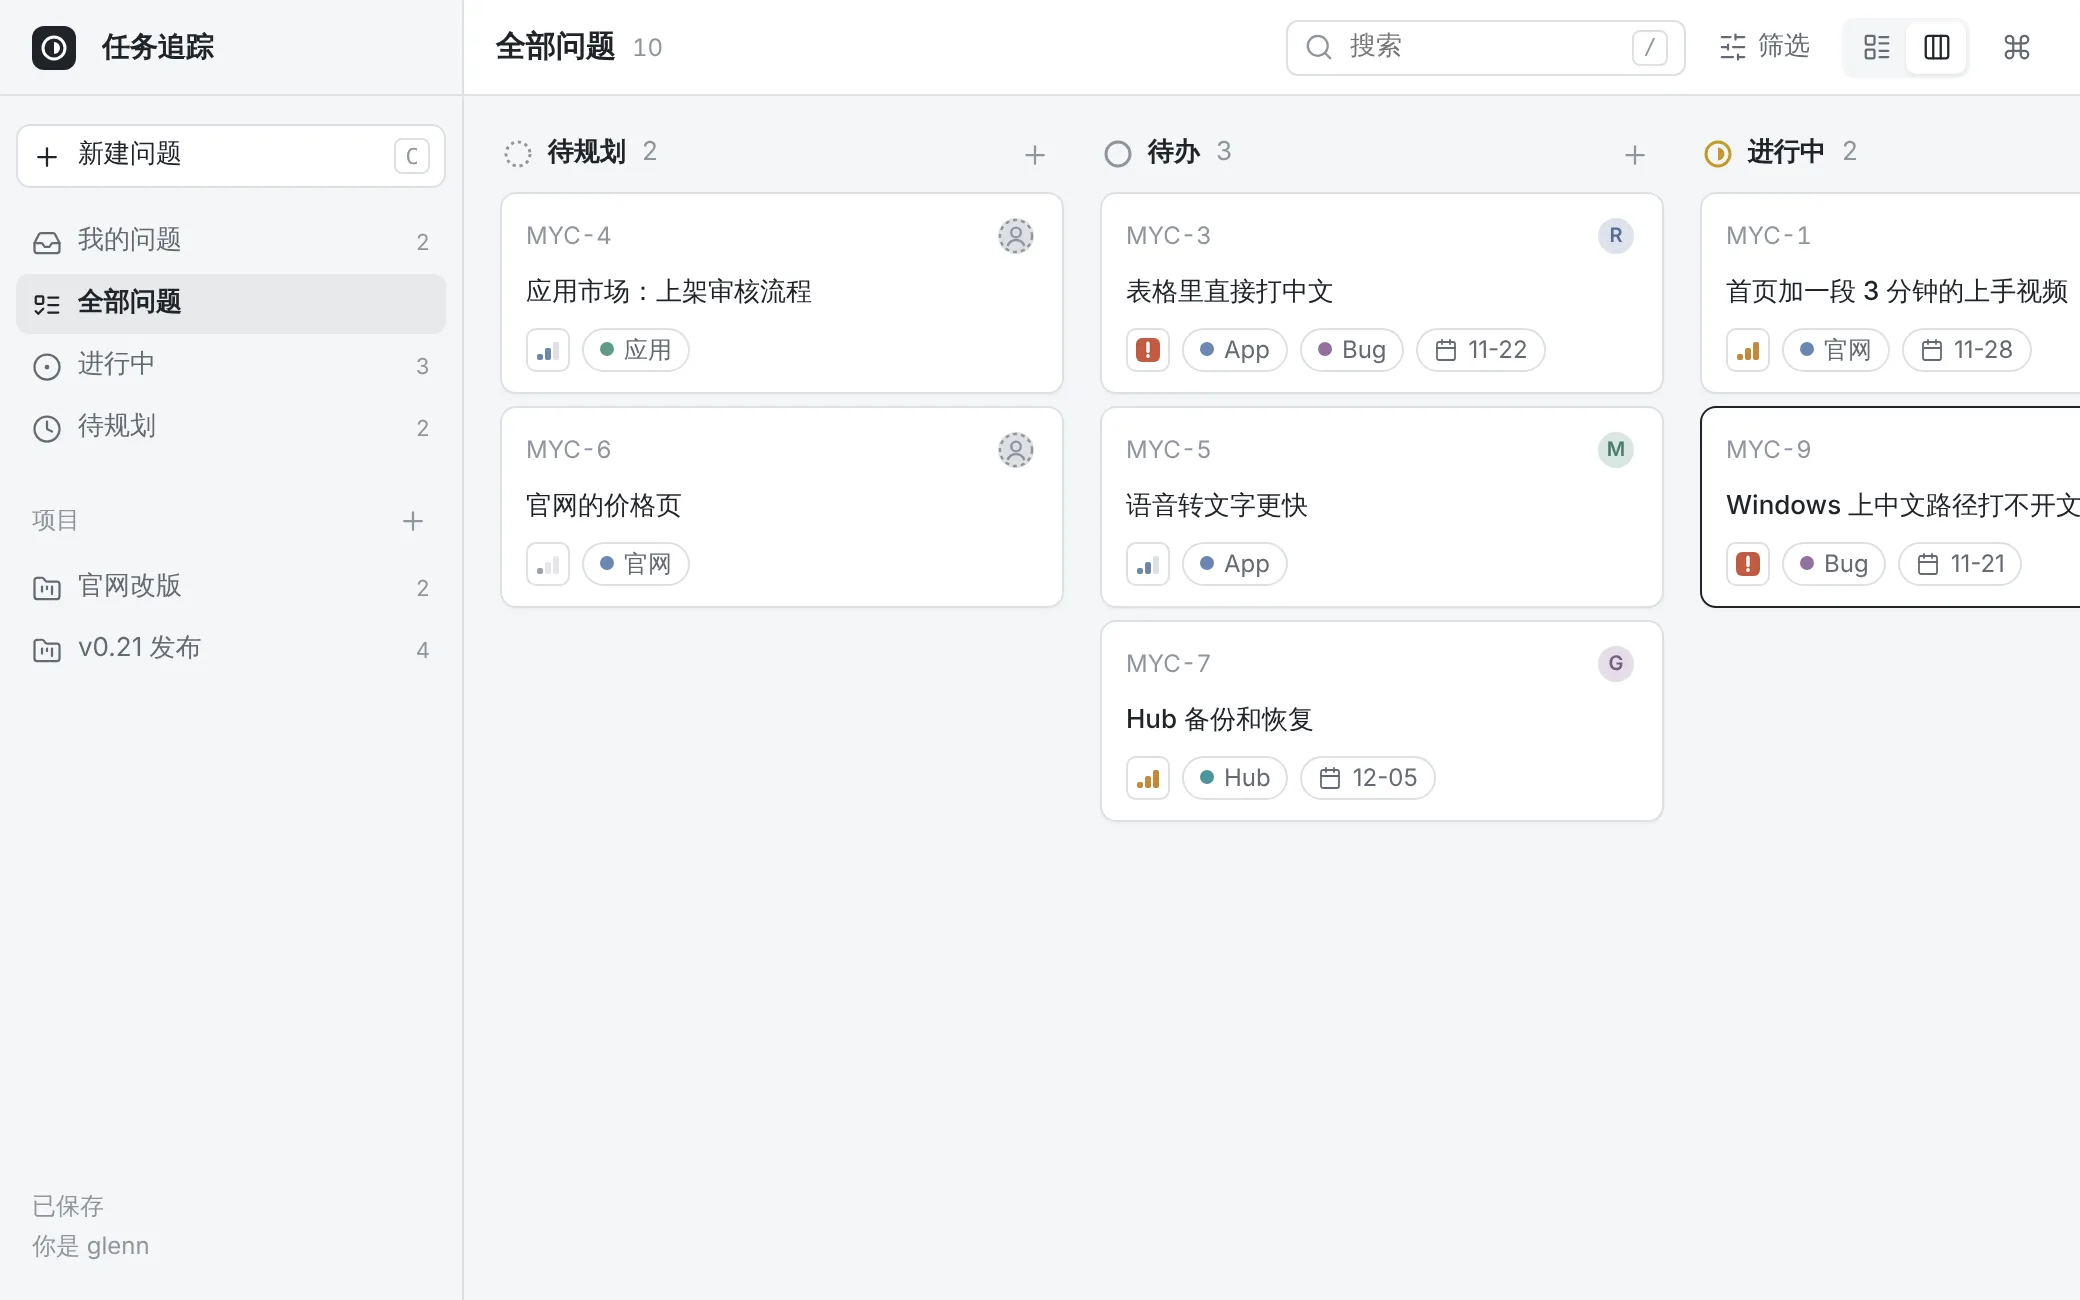 任务追踪
新建问题 C
我的问题 2
全部问题
进行中 3
待规划 2
项目
官网改版 2
v0.21 发布 4
已保存
你是 glenn
全部问题 10
搜索 /
筛选
待规划 2
MYC-4
应用市场：上架审核流程
应用
MYC-6
官网的价格页
官网
待办 3
MYC-3 R
表格里直接打中文
App Bug 11-22
MYC-5 M
语音转文字更快
App
MYC-7 G
Hub 备份和恢复
Hub 12-05
进行中 2
MYC-1
首页加一段 3 分钟的上手视频
官网 11-28
MYC-9
Windows 上中文路径打不开文
Bug 11-21